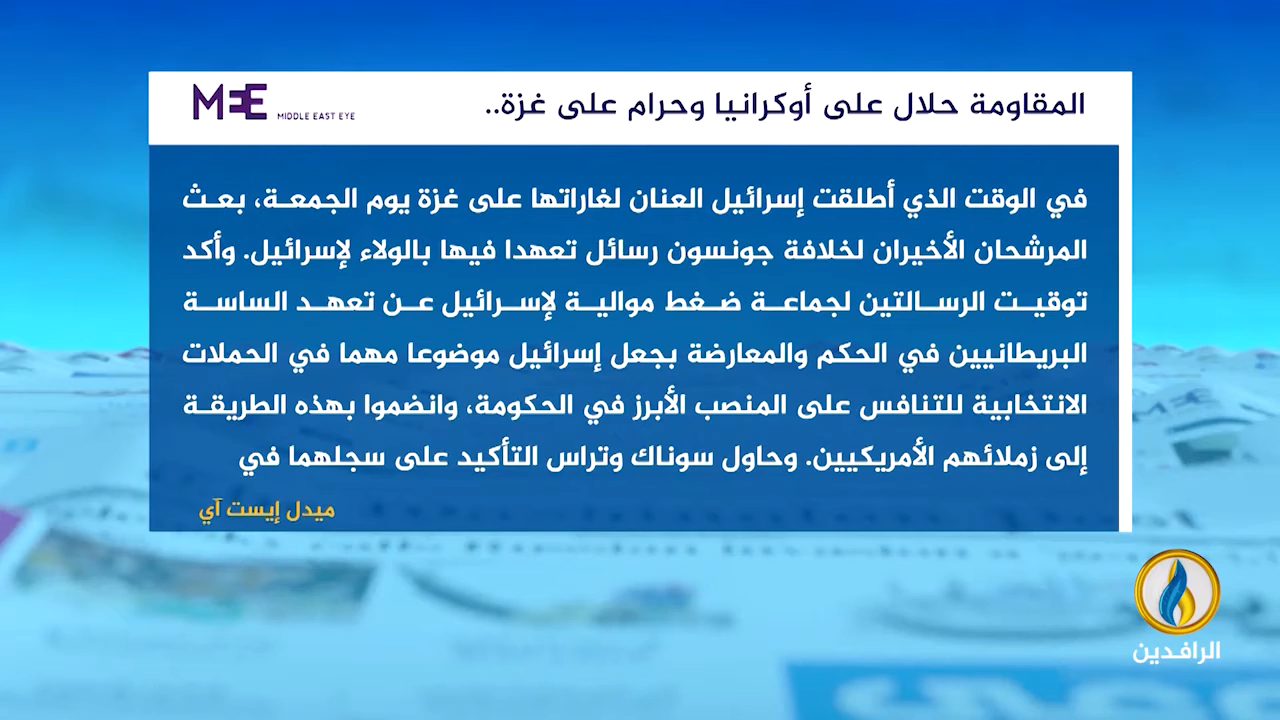 المقاومة حلال على أوكرانيا وحرام على غزة..
MEE MIDDLE EAST EYE
في الوقت الذي أطلقت إسرائيل العنان لغاراتها على غزة يوم الجمعة، بعث
المرشحان الأخيران لخلافة جونسون رسائل تعهدا فيها بالولاء لإسرائيل. وأكد
توقيت الرسالتين لجماعة ضغط موالية لإسرائيل عن تعهد الساسة
البريطانيين في الحكم والمعارضة بجعل إسرائيل موضوعا مهما في الحملات
الانتخابية للتنافس على المنصب الأبرز في الحكومة، وانضموا بهذه الطريقة
إلى زملائهم الأمريكيين. وحاول سوناك وتراس التأكيد على سجلهما في
ميدل إيست آي
الرافدين